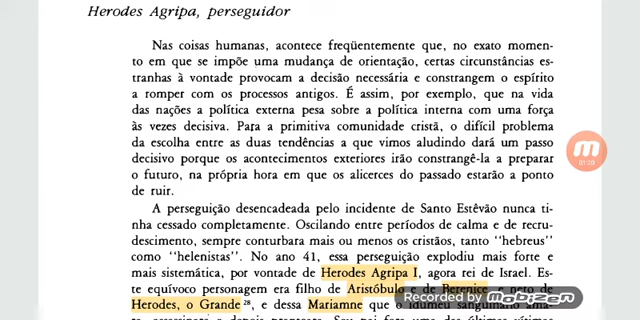 Herodes Agripa, perseguidor
Nas coisas humanas, acontece freqüentemente que, no exato momen-
to em que se impõe uma mudança de orientação, certas circunstâncias es-
tranhas à vontade provocam a decisão necessária e constrangem o espírito
a romper com os processos antigos. É assim, por exemplo, que na vida
das nações a política externa pesa sobre a política interna com uma força
às vezes decisiva. Para a primitiva comunidade cristã, o difícil problema
da escolha entre as duas tendências a que vimos aludindo dará um passo
decisivo porque os acontecimentos exteriores irão constrangê-la a preparar
o futuro, na própria hora em que os alicerces do passado estarão a ponto
de ruir.
A perseguição desencadeada pelo incidente de Santo Estêvão nunca ti-
nha cessado completamente. Oscilando entre períodos de calma e de recru-
descimento, sempre conturbara mais ou menos os cristãos, tanto "hebreus"
como "helenistas". No ano 41, essa perseguição explodiu mais forte e
mais sistemática, por vontade de Herodes Agripa I, agora rei de Israel. Es-
te equívoco personagem era filho de Aristóbulo e de Berenice e neto de
Herodes, o Grande 28, e dessa Mariamne que o
Recorded by MOBIZEN